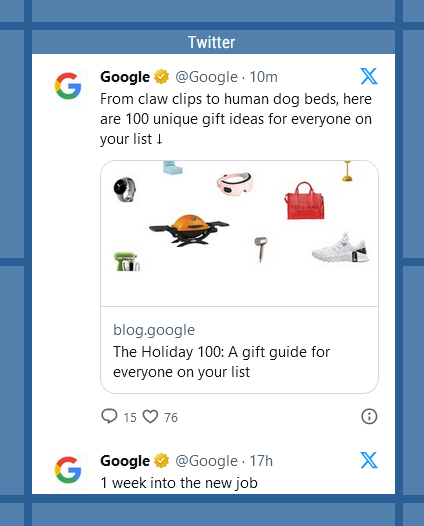 Twitter
Google @Google · 10m
From claw clips to human dog beds, here
are 100 unique gift ideas for everyone on
your list ↓
blog.google
The Holiday 100: A gift guide for
everyone on your list
15 76
Google @Google · 17h
1 week into the new job